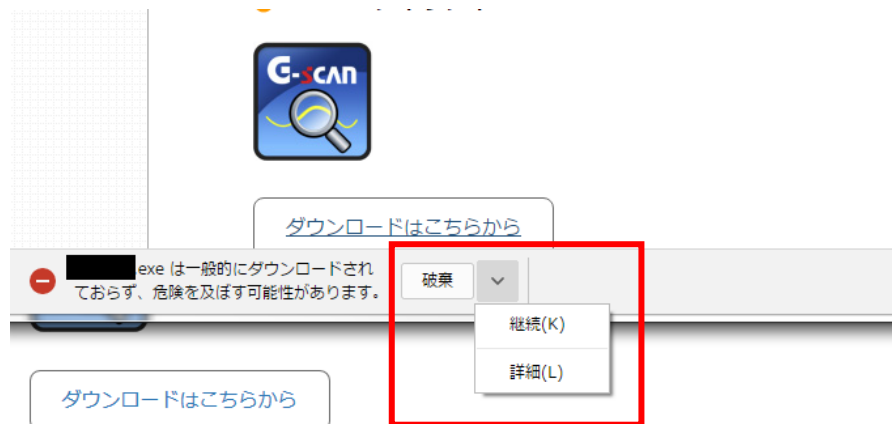 G-scan
ダウンロードはこちらから
.exe は一般的にダウンロードされ
ておらず、危険を及ぼす可能性があります。
破棄
継続(K)
詳細(L)
ダウンロードはこちらから